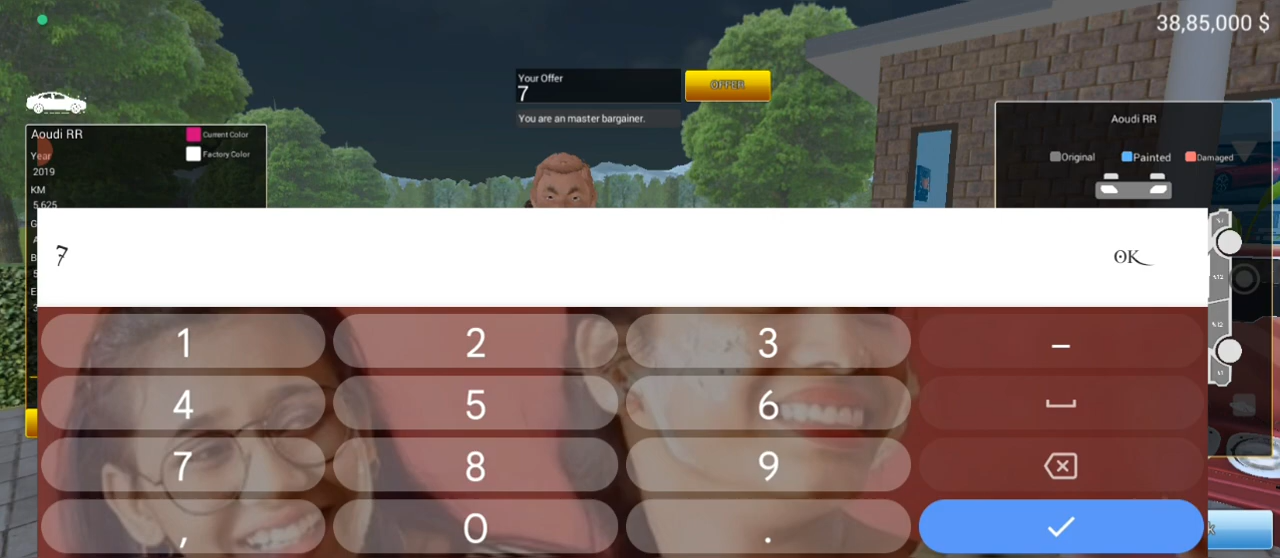 38,85,000 $
Your Offer
7
OFFER
You are an master bargainer.
Aoudi RR
Current Color
Factory Color
Year
2019
KM
5.625
Aoudi RR
Original
Painted
Damaged
7
OK
1 2 3 –
4 5 6
7 8 9
, 0 .